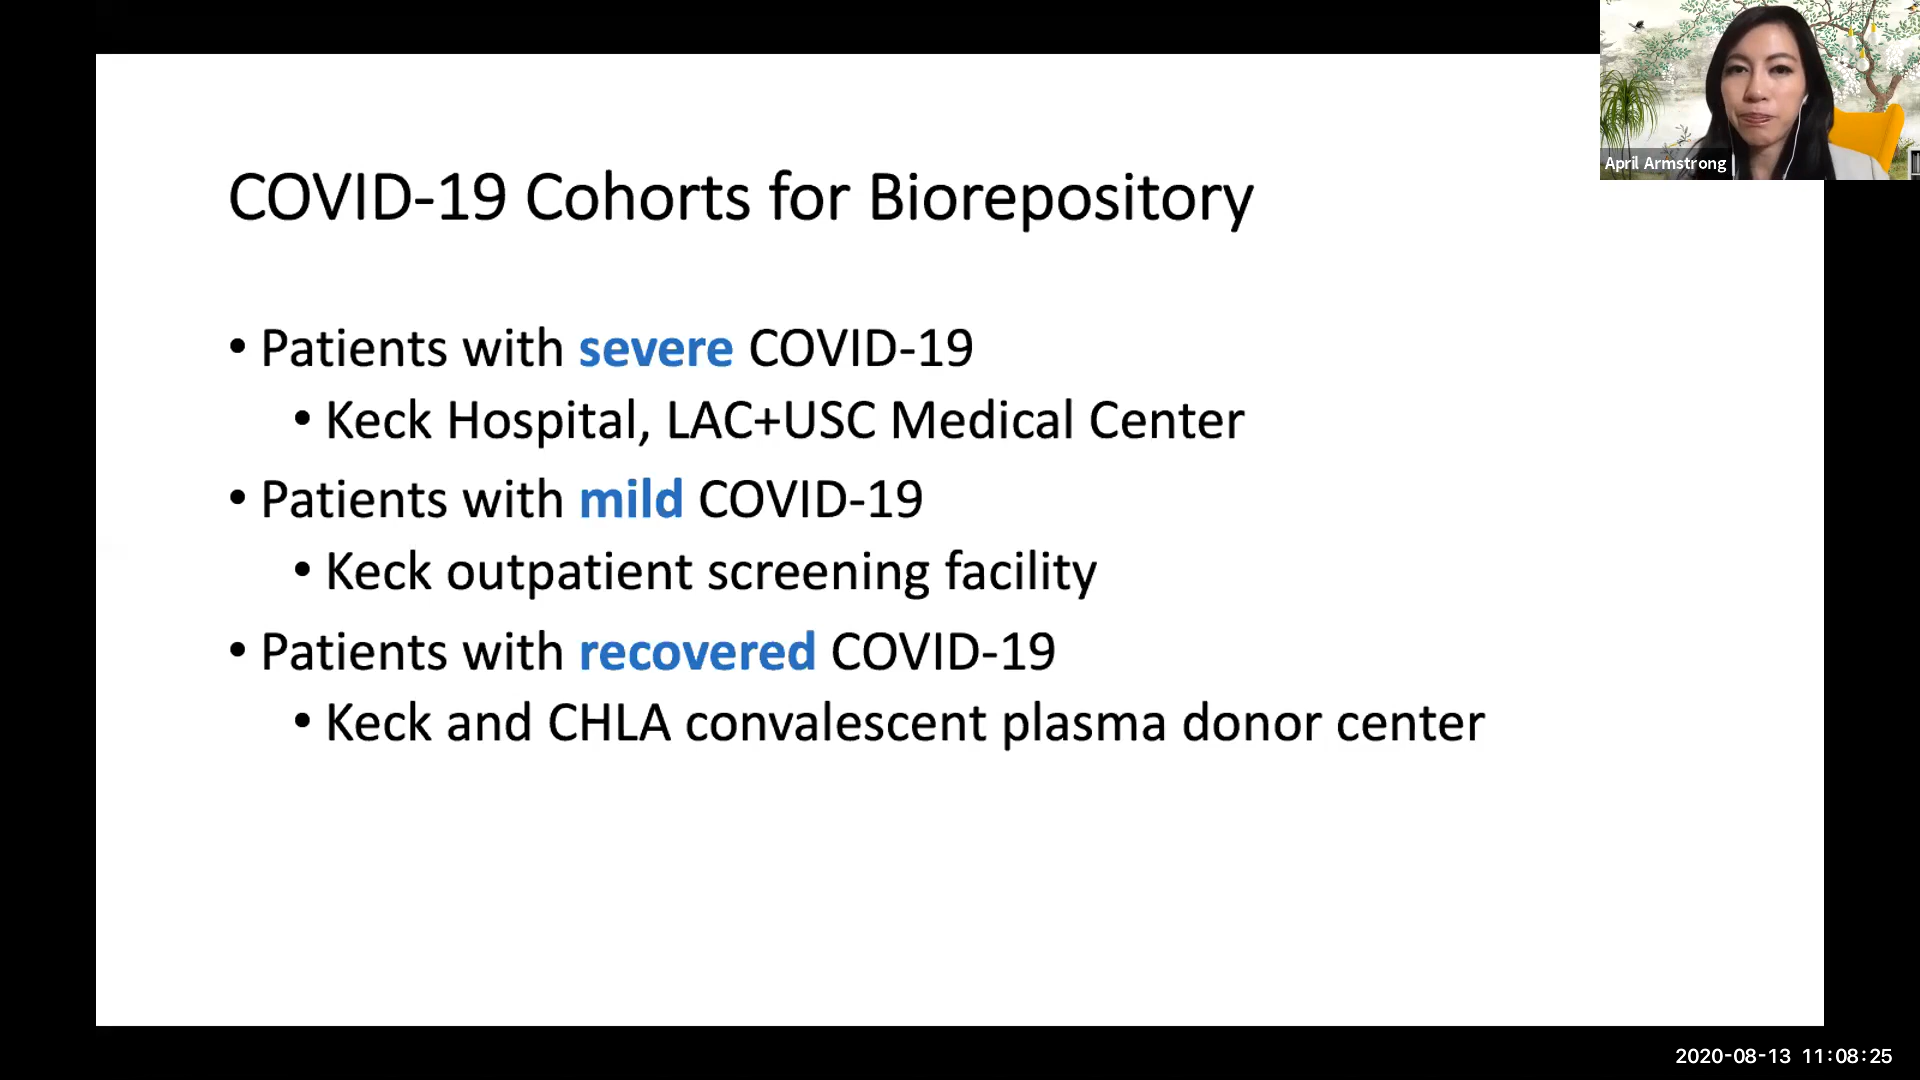 COVID-19 Cohorts for Biorepository
• Patients with severe COVID-19
• Keck Hospital, LAC+USC Medical Center
• Patients with mild COVID-19
• Keck outpatient screening facility
• Patients with recovered COVID-19
• Keck and CHLA convalescent plasma donor center
April Armstrong
2020-08-13 11:08:25